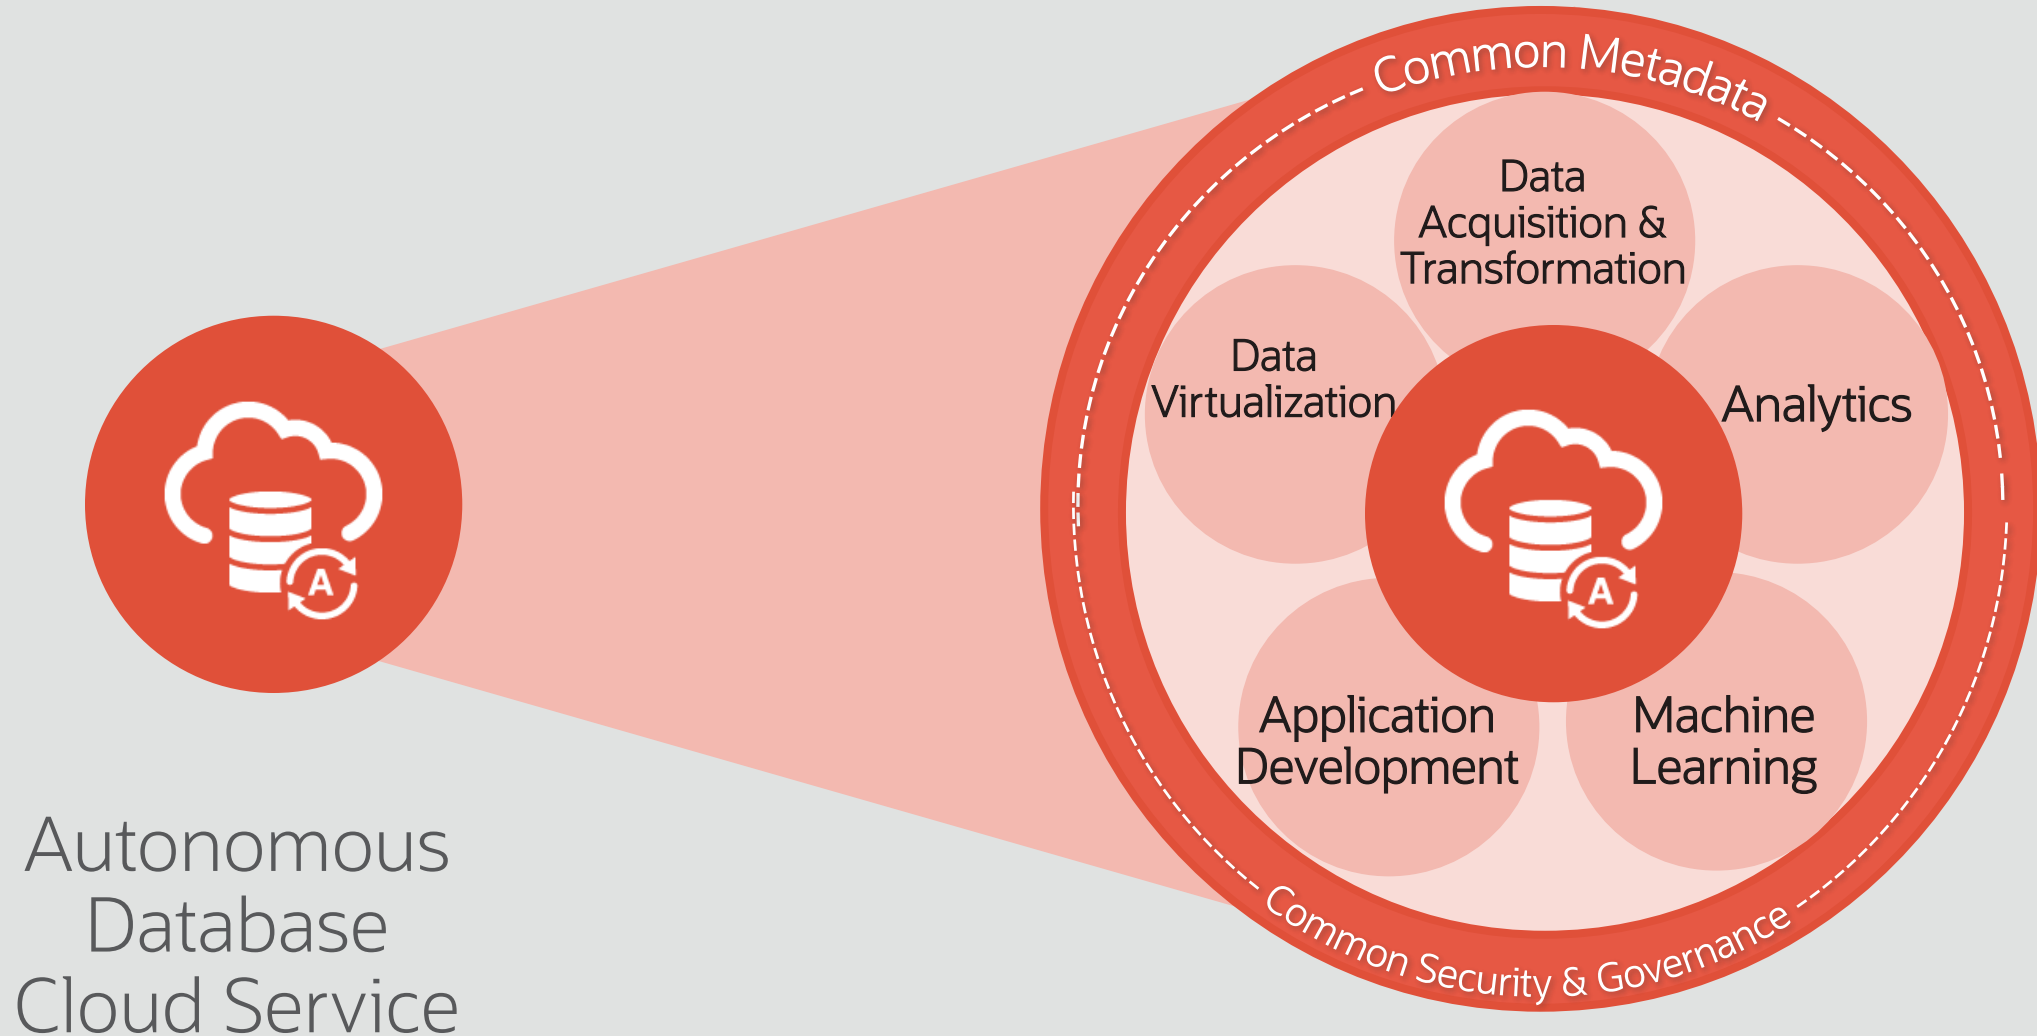 Common Metadata
Data
Acquisition &
Transformation
Data
Virtualization
Analytics
A
A
Application
Development
Machine
Learning
Common Security & Governance
Autonomous
Database
Cloud Service